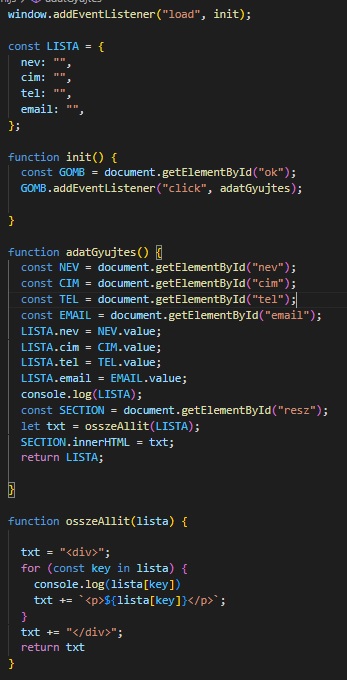 adatGyujtes
window.addEventListener("load", init);
const LISTA = {
  nev: "",
  cim: "",
  tel: "",
  email: "",
};
function init() {
  const GOMB = document.getElementById("ok");
  GOMB.addEventListener("click", adatGyujtes);
}
function adatGyujtes() {
  const NEV = document.getElementById("nev");
  const CIM = document.getElementById("cim");
  const TEL = document.getElementById("tel");
  const EMAIL = document.getElementById("email");
  LISTA.nev = NEV.value;
  LISTA.cim = CIM.value;
  LISTA.tel = TEL.value;
  LISTA.email = EMAIL.value;
  console.log(LISTA);
  const SECTION = document.getElementById("resz");
  let txt = osszeAllit(LISTA);
  SECTION.innerHTML = txt;
  return LISTA;
}
function osszeAllit(lista) {
  txt = "<div>";
  for (const key in lista) {
    console.log(lista[key])
    txt += `<p>${lista[key]}</p>`;
  }
  txt += "</div>";
  return txt
}